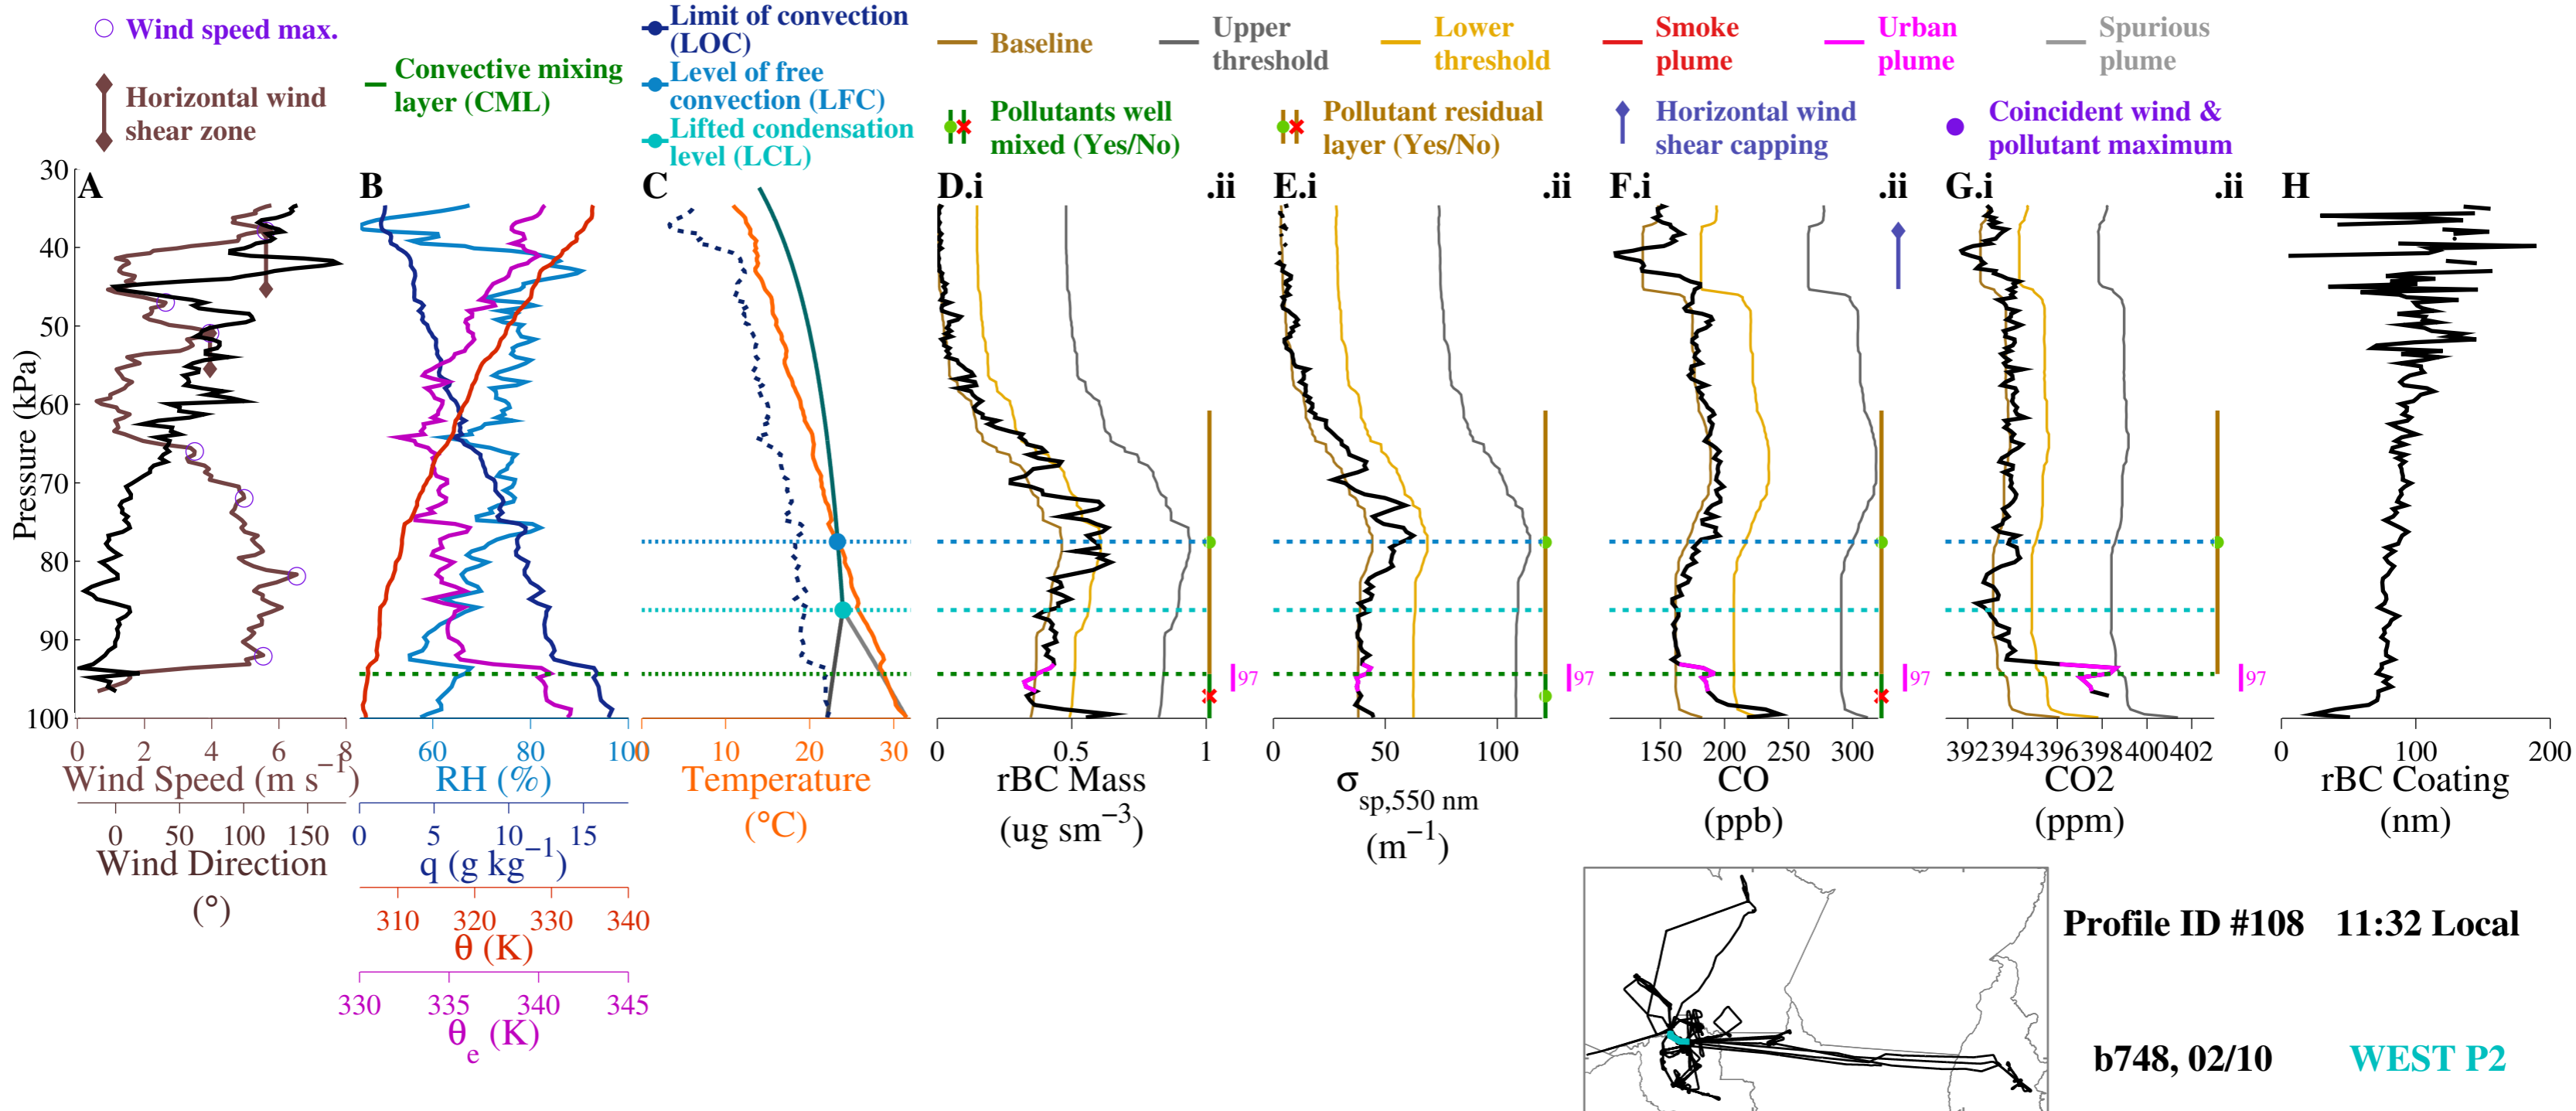 Wind speed max.
Horizontal wind
shear zone
Convective mixing
layer (CML)
Limit of convection
(LOC)
Level of free
convection (LFC)
Lifted condensation
level (LCL)
Baseline
Upper
threshold
Lower
threshold
Smoke
plume
Urban
plume
Spurious
plume
Pollutants well
mixed (Yes/No)
Pollutant residual
layer (Yes/No)
Horizontal wind
shear capping
Coincident wind &
pollutant maximum
A B C D.i .ii E.i .ii F.i .ii G.i .ii H
30
40
50
60
70
80
90
100
Pressure (kPa)
97 97 97 97
0 2 4 6 8
Wind Speed (m s−1)
0 50 100 150
Wind Direction
(°)
60 80 100
RH (%)
0 5 10 15
q (g kg−1)
310 320 330 340
θ (K)
330 335 340 345
θe (K)
0 10 20 30
Temperature
(°C)
0 0.5 1
rBC Mass
(ug sm−3)
0 50 100
σsp,550 nm
(m−1)
150 200 250 300
CO
(ppb)
392 394 396 398 400 402
CO2
(ppm)
0 100 200
rBC Coating
(nm)
Profile ID #108 11:32 Local
b748, 02/10 WEST P2